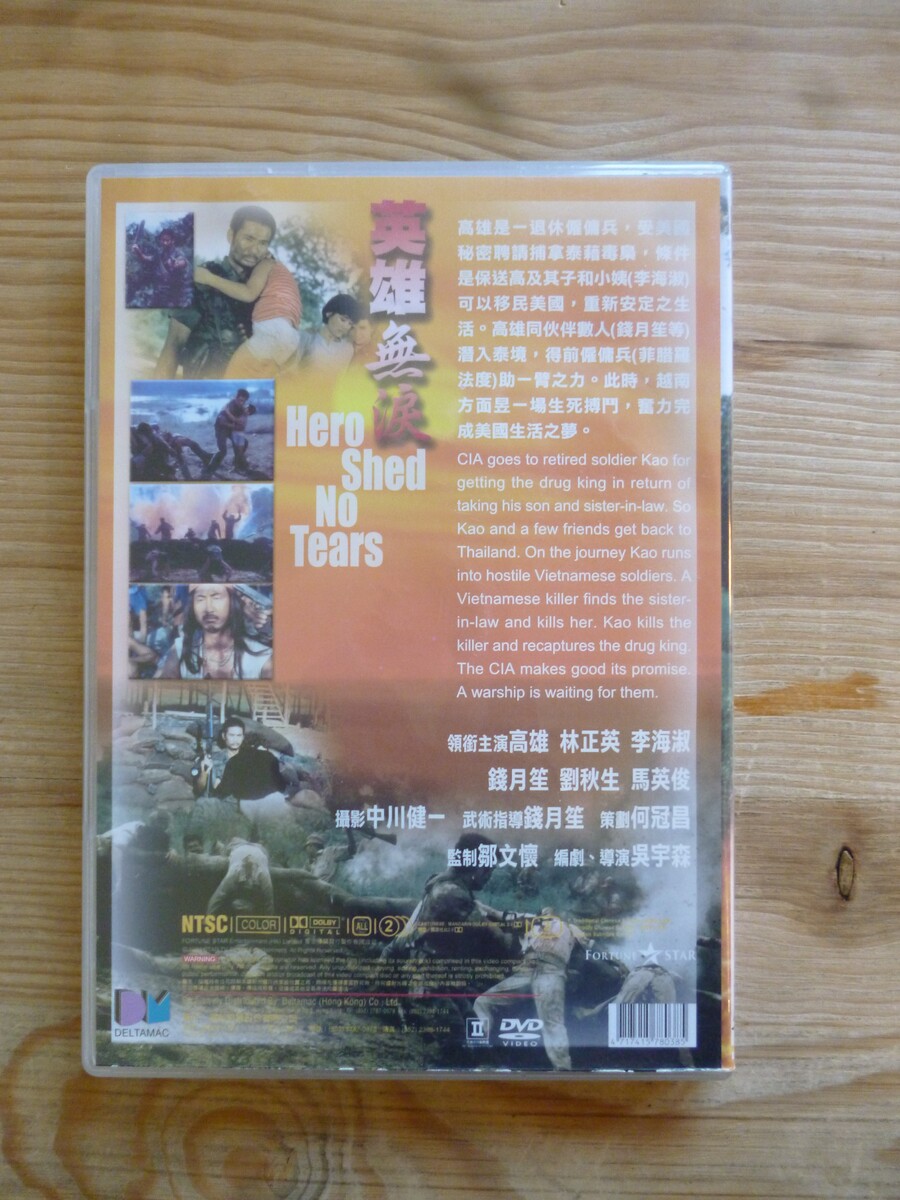 英雄無淚
Hero
Shed
No
Tears
高雄是一退休僱傭兵，受美國
秘密聘請捕拿泰藉毒梟，條件
是保送高及其子和小姨(李海淑)
可以移民美國，重新安定之生
活。高雄同伙伴數人(錢月笙等)
潛入泰境，得前僱傭兵(菲腊羅
法度)助一臂之力。此時，越南
方面昱一場生死搏鬥，奮力完
成美國生活之夢。
CIA goes to retired soldier Kao for
getting the drug king in return of
taking his son and sister-in-law. So
Kao and a few friends get back to
Thailand. On the journey Kao runs
into hostile Vietnamese soldiers. A
Vietnamese killer finds the sister-
in-law and kills her. Kao kills the
killer and recaptures the drug king.
The CIA makes good its promise.
A warship is waiting for them.
領銜主演高雄 林正英 李海淑
錢月笙 劉秋生 馬英俊
攝影中川健一 武術指導錢月笙 策劃何冠昌
監制鄒文懷 編劇、導演吳宇森
NTSC COLOR DOLBY DIGITAL ALL 2
FORTUNE STAR
WARNING
Deltamac (Hong Kong) Co., Ltd.
DELTAMAC
II
DVD
VIDEO
4717415780385